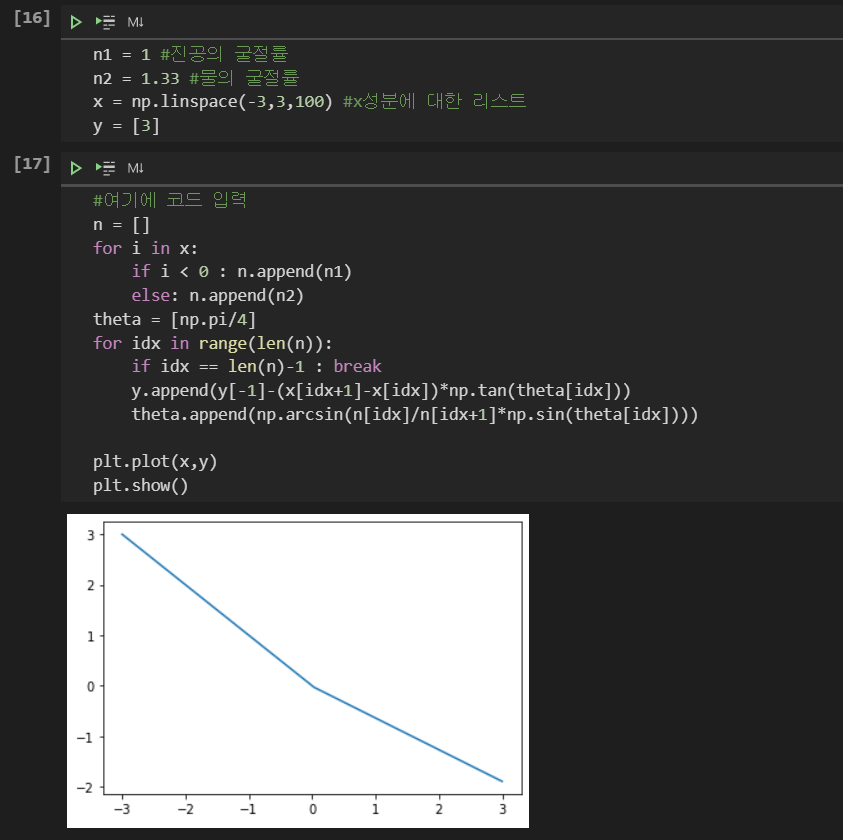 [16]
M↓
n1 = 1 #진공의 굴절률
n2 = 1.33 #물의 굴절률
x = np.linspace(-3,3,100) #x성분에 대한 리스트
y = [3]
[17]
M↓
#여기에 코드 입력
n = []
for i in x:
    if i < 0 : n.append(n1)
    else: n.append(n2)
theta = [np.pi/4]
for idx in range(len(n)):
    if idx == len(n)-1 : break
    y.append(y[-1]-(x[idx+1]-x[idx])*np.tan(theta[idx]))
    theta.append(np.arcsin(n[idx]/n[idx+1]*np.sin(theta[idx])))
plt.plot(x,y)
plt.show()
3
2
1
0
−1
−2
−3 −2 −1 0 1 2 3